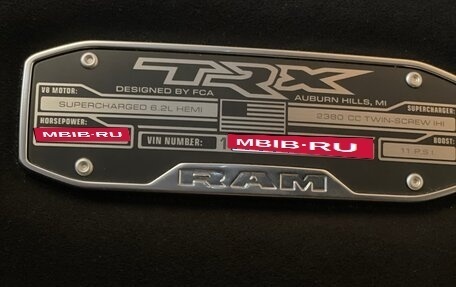 TRX
V8 MOTOR:
DESIGNED BY FCA
AUBURN HILLS, MI
SUPERCHARGER:
SUPERCHARGED 6.2L HEMI
2380 CC TWIN-SCREW IHI
HORSEPOWER:
BOOST:
MBIB-RU
VIN NUMBER:
1
MBIB-RU
11 PSI
RAM